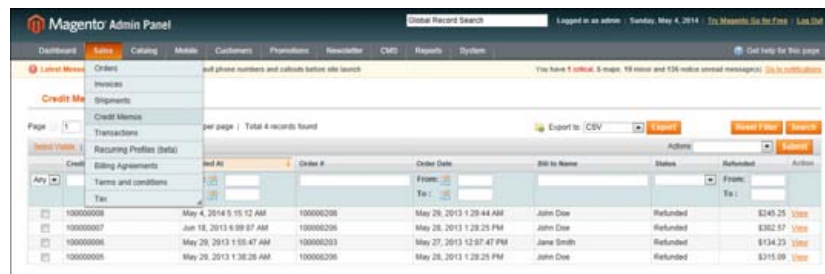 Magento Admin Panel
Global Record Search
Logged in as admin | Sunday, May 4, 2014 | Try Magento Go for Free | Log Out
Dashboard Sales Catalog Mobile Customers Promotions Newsletter CMS Reports System
Get help for this page
Latest Messa
ault phone numbers and callouts before site launch
You have 1 critical, 5 major, 19 minor and 136 notice unread message(s). Go to notifications
Orders
Invoices
Shipments
Credit Memos
Transactions
Recurring Profiles (beta)
Billing Agreements
Terms and conditions
Tax
Credit Me
Page 1
per page | Total 4 records found
Export to: CSV
Export
Reset Filter
Search
Select Visible
Actions
Submit
Credit
ted At
Order #
Order Date
Bill to Name
Status
Refunded
Action
Any
From:
To :
From:
To :
100000008 May 4, 2014 5:15:12 AM 100000208 May 29, 2013 1:29:44 AM John Doe Refunded $245.25 View
100000007 Jun 18, 2013 6:09:07 AM 100000206 May 28, 2013 1:28:25 PM John Doe Refunded $302.57 View
100000006 May 29, 2013 1:55:47 AM 100000203 May 27, 2013 12:07:47 PM Jane Smith Refunded $134.23 View
100000005 May 29, 2013 1:38:28 AM 100000206 May 28, 2013 1:28:25 PM John Doe Refunded $315.09 View